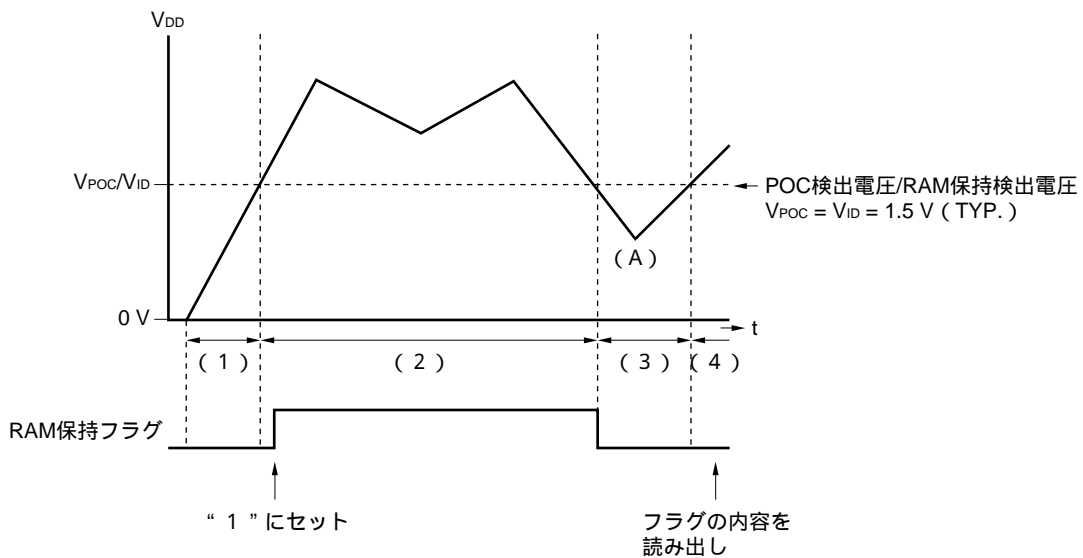 VDD
VPOC/VID
POC検出電圧/RAM保持検出電圧
VPOC = VID = 1.5 V（TYP.）
（A）
0 V
t
（1）
（2）
（3）
（4）
RAM保持フラグ
“1”にセット
フラグの内容を
読み出し